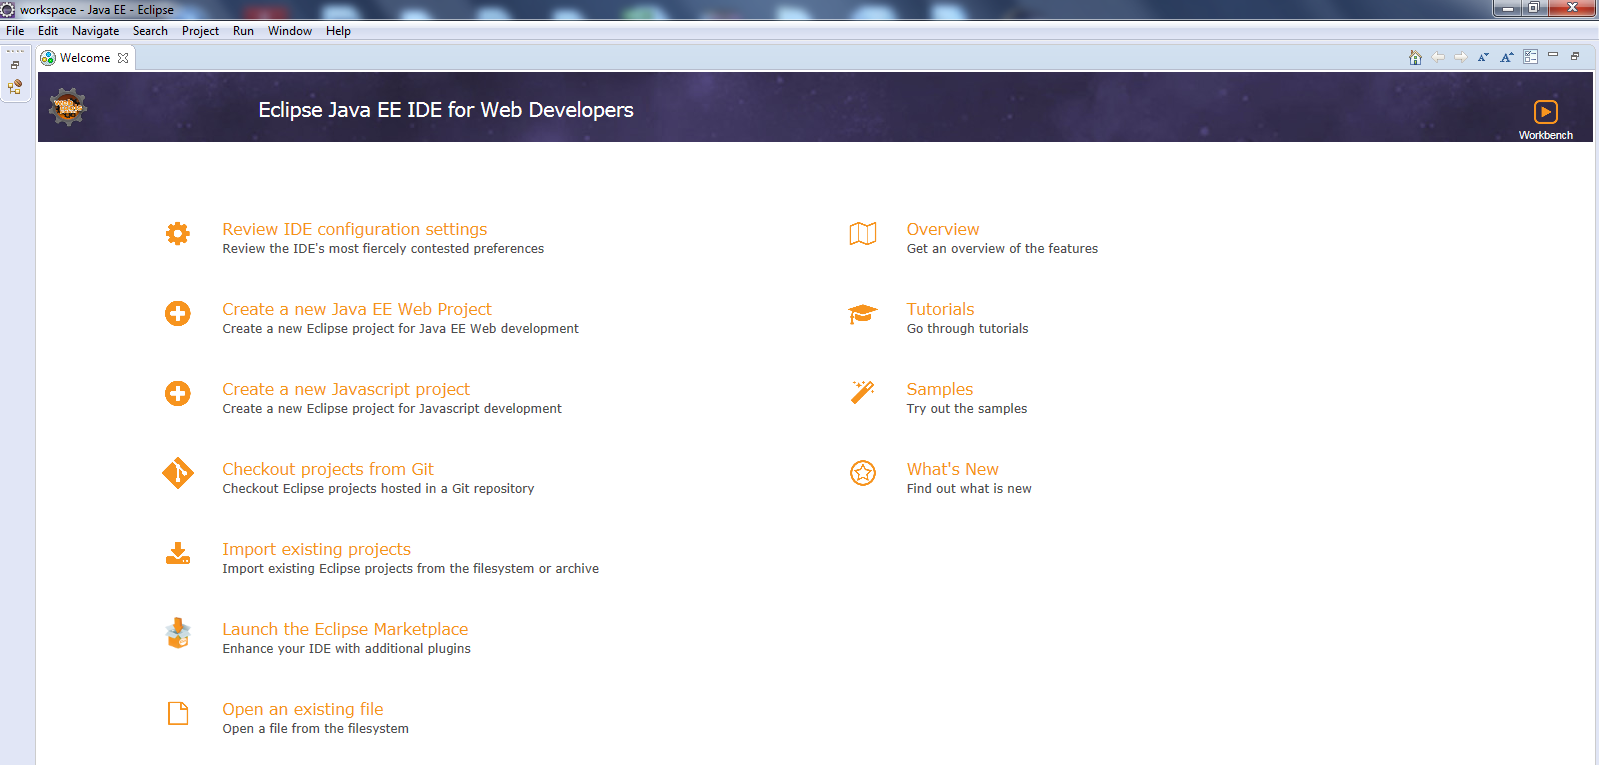 workspace - Java EE - Eclipse
File Edit Navigate Search Project Run Window Help
Welcome
Eclipse Java EE IDE for Web Developers
Workbench
Review IDE configuration settings
Review the IDE's most fiercely contested preferences
Create a new Java EE Web Project
Create a new Eclipse project for Java EE Web development
Create a new Javascript project
Create a new Eclipse project for Javascript development
Checkout projects from Git
Checkout Eclipse projects hosted in a Git repository
Import existing projects
Import existing Eclipse projects from the filesystem or archive
Launch the Eclipse Marketplace
Enhance your IDE with additional plugins
Open an existing file
Open a file from the filesystem
Overview
Get an overview of the features
Tutorials
Go through tutorials
Samples
Try out the samples
What's New
Find out what is new